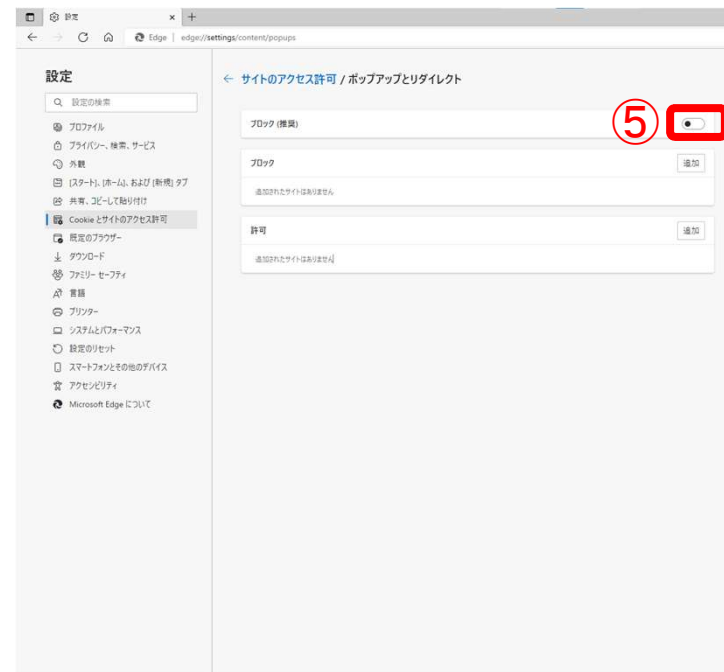 設定
Edge | edge://settings/content/popups
設定
設定の検索
プロファイル
プライバシー、検索、サービス
外観
[スタート]、[ホーム]、および [新規] タブ
共有、コピーして貼り付け
Cookie とサイトのアクセス許可
既定のブラウザー
ダウンロード
ファミリー セーフティ
言語
プリンター
システムとパフォーマンス
設定のリセット
スマートフォンとその他のデバイス
アクセシビリティ
Microsoft Edge について
← サイトのアクセス許可 / ポップアップとリダイレクト
ブロック (推奨)
⑤
ブロック
追加
追加されたサイトはありません
許可
追加
追加されたサイトはありません